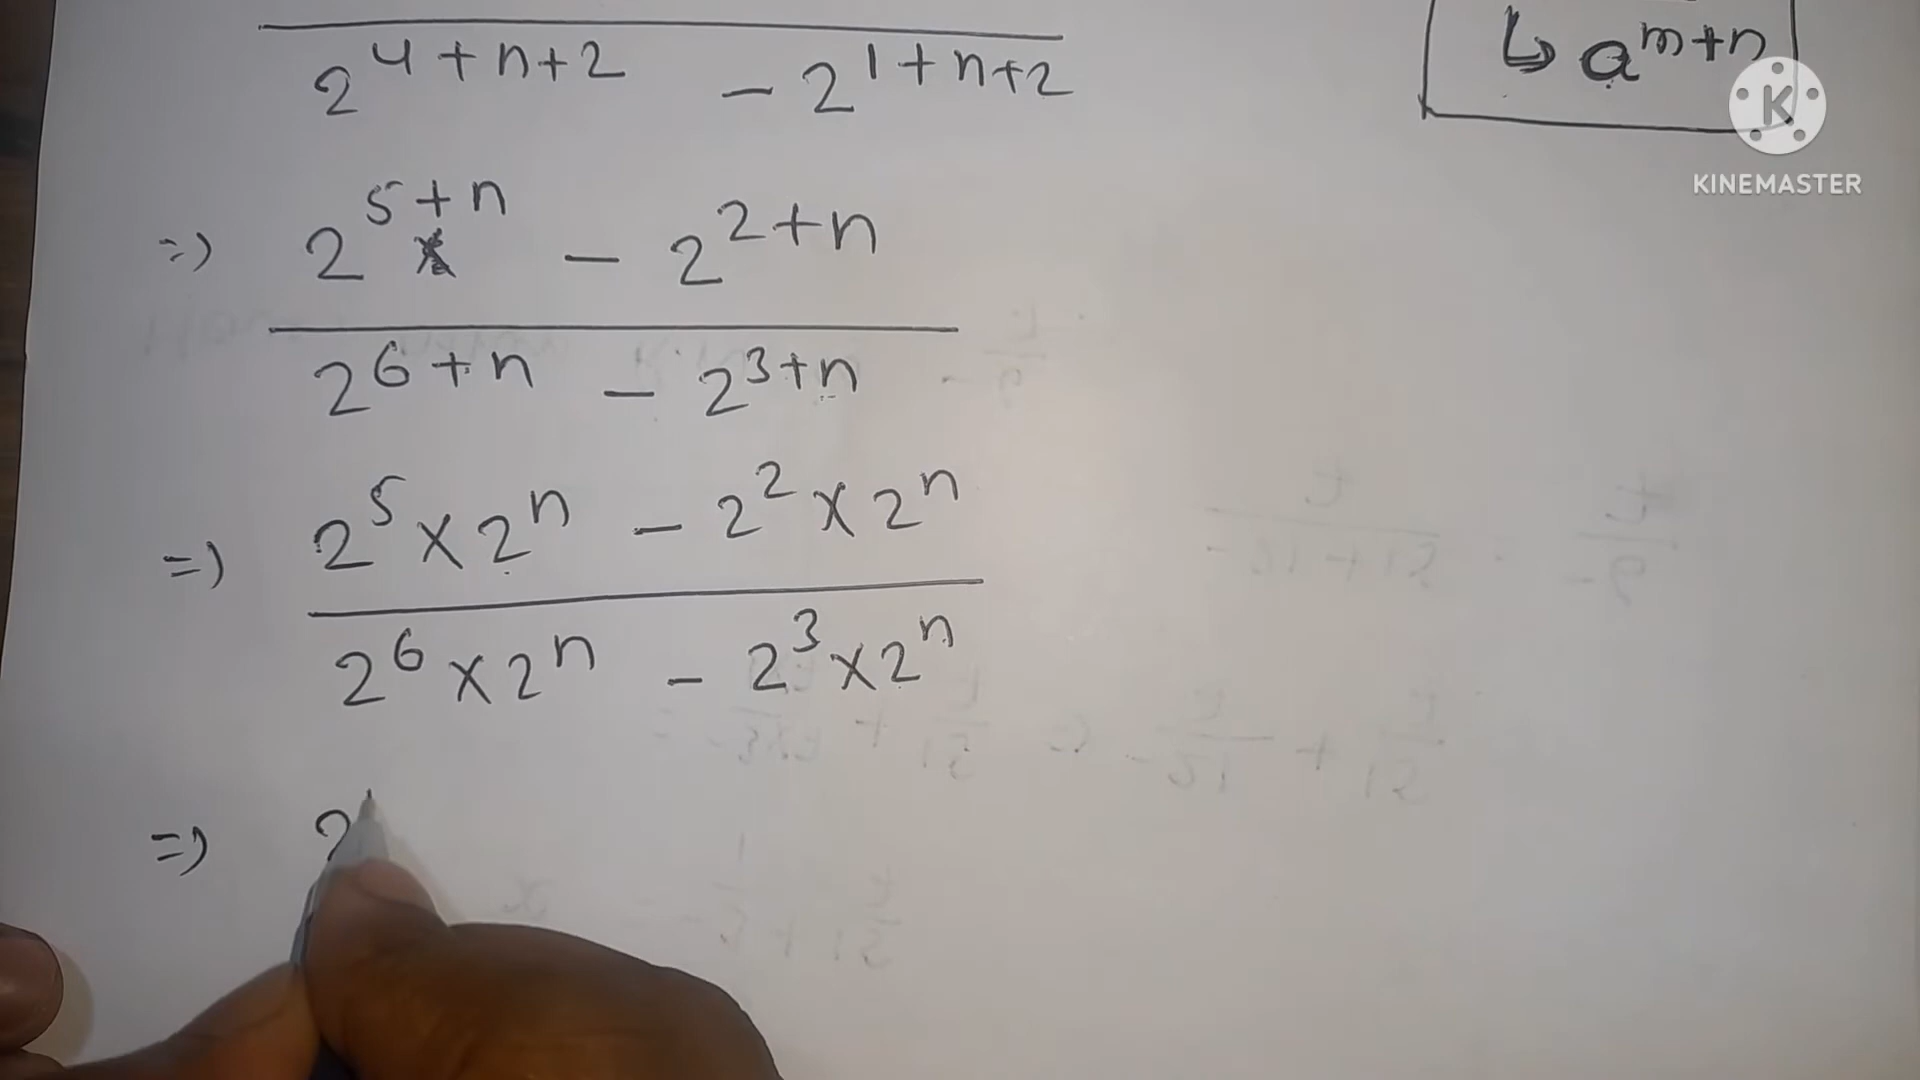 ↳ a^{m+n}
2^{4+n+2} - 2^{1+n+2}
KINEMASTER
=) 2^{5+n} - 2^{2+n}
2^{6+n} - 2^{3+n}
=) 2^5 × 2^n - 2^2 × 2^n
2^6 × 2^n - 2^3 × 2^n
=) 2